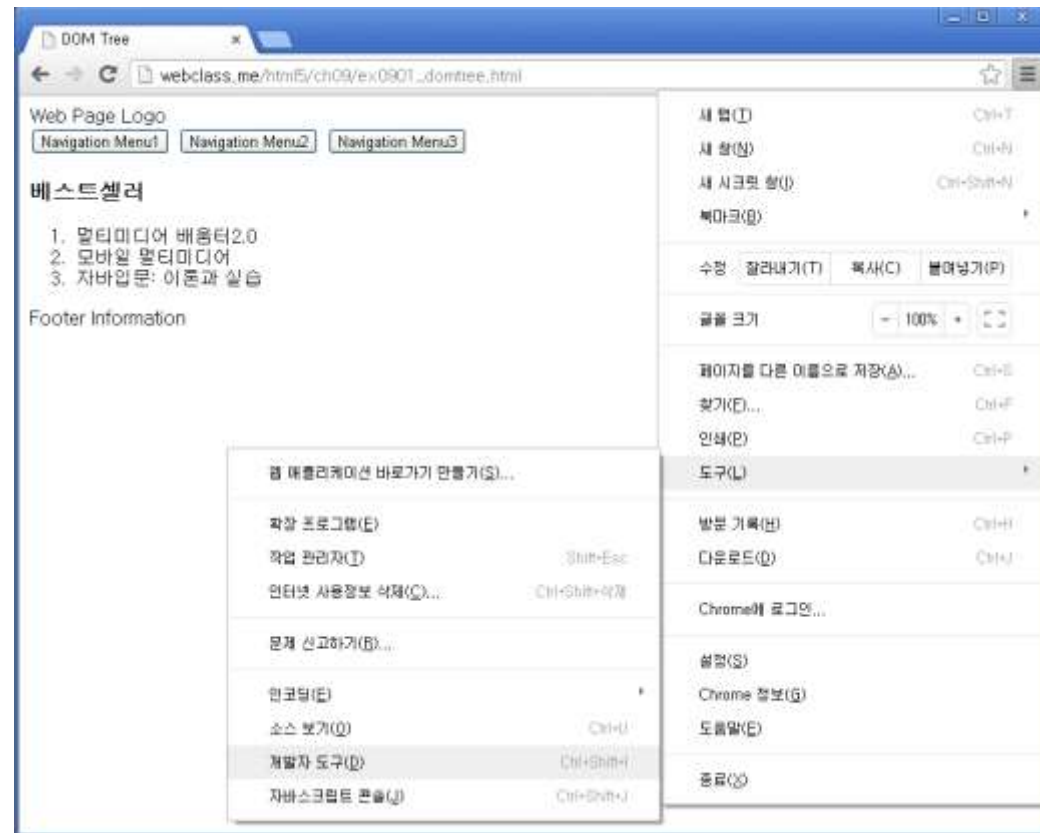 DOM Tree
webclass.me/html5/ch09/ex0901_domtree.html
Web Page Logo
Navigation Menu1 Navigation Menu2 Navigation Menu3
베스트셀러
1. 멀티미디어 배움터2.0
2. 모바일 멀티미디어
3. 자바입문: 이론과 실습
Footer Information
새 탭(T) Ctrl+T
새 창(N) Ctrl+N
새 시크릿 창(I) Ctrl+Shift+N
북마크(B)
수정 잘라내기(T) 복사(C) 붙여넣기(P)
글꼴 크기 - 100% +
페이지를 다른 이름으로 저장(A)... Ctrl+S
찾기(F)... Ctrl+F
인쇄(P) Ctrl+P
도구(L)
방문 기록(H) Ctrl+H
다운로드(D) Ctrl+J
Chrome에 로그인...
설정(S)
Chrome 정보(G)
도움말(E)
종료(X)
웹 애플리케이션 바로가기 만들기(S)...
확장 프로그램(E)
작업 관리자(T) Shift+Esc
인터넷 사용정보 삭제(C)... Ctrl+Shift+삭제
문제 신고하기(R)...
인코딩(E)
소스 보기(O) Ctrl+U
개발자 도구(D) Ctrl+Shift+I
자바스크립트 콘솔(J) Ctrl+Shift+J